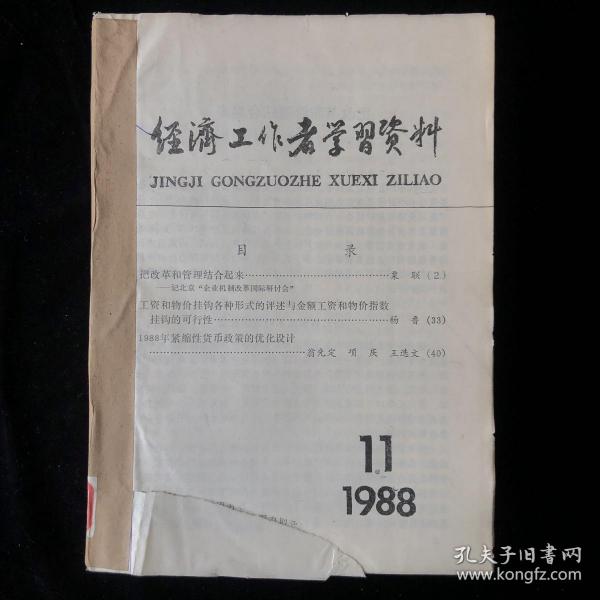 经济工作者学习资料
JINGJI GONGZUOZHE XUEXI ZILIAO
目 录
把改革和管理结合起来……………………………………栗 联(2)
——记北京“企业机制改革国际研讨会”
工资和物价挂钩各种形式的评述与金额工资和物价指数
挂钩的可行性……………………………………杨 晋(33)
1988年紧缩性货币政策的优化设计
……………………………………翁先定 项 庆 王选文(40)
11
1988
孔夫子旧书网
www.kongfz.com